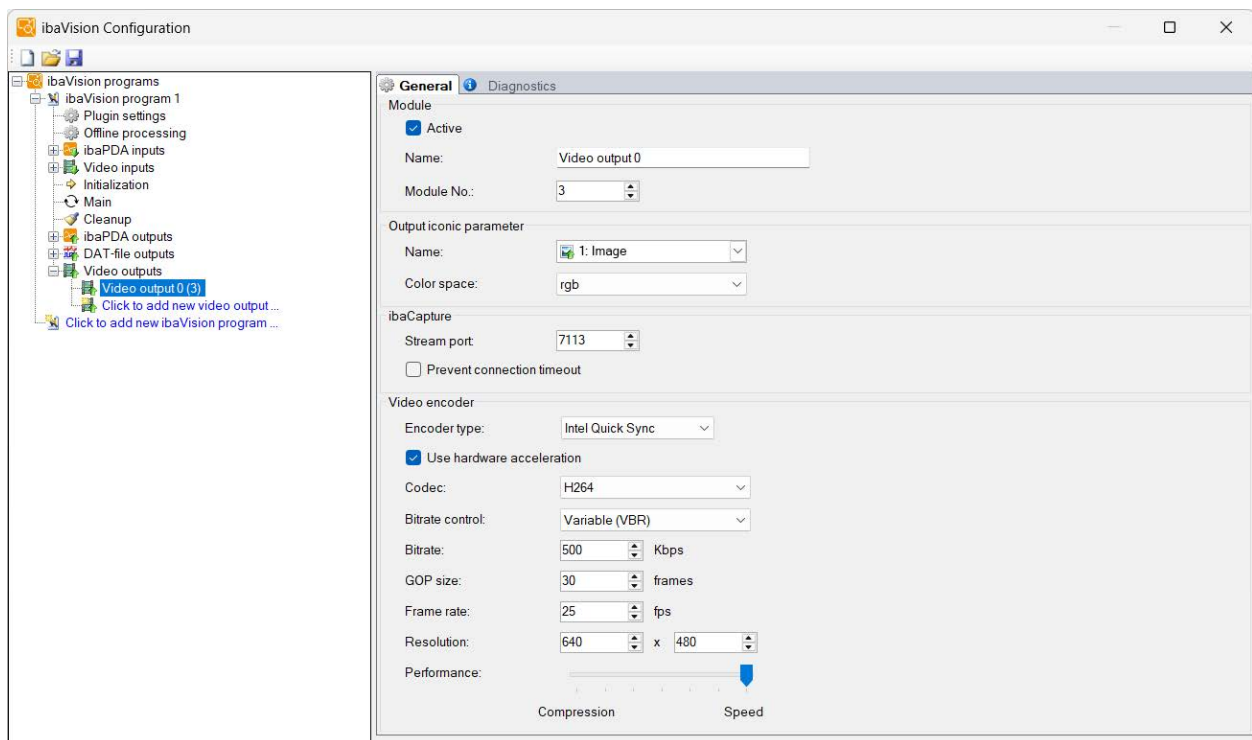 ibaVision Configuration
ibaVision programs
ibaVision program 1
Plugin settings
Offline processing
ibaPDA inputs
Video inputs
Initialization
Main
Cleanup
ibaPDA outputs
DAT-file outputs
Video outputs
Video output 0 (3)
Click to add new video output ...
Click to add new ibaVision program ...
General Diagnostics
Module
Active
Name: Video output 0
Module No.: 3
Output iconic parameter
Name: 1: Image
Color space: rgb
ibaCapture
Stream port: 7113
Prevent connection timeout
Video encoder
Encoder type: Intel Quick Sync
Use hardware acceleration
Codec: H264
Bitrate control: Variable (VBR)
Bitrate: 500 Kbps
GOP size: 30 frames
Frame rate: 25 fps
Resolution: 640 x 480
Performance:
Compression Speed